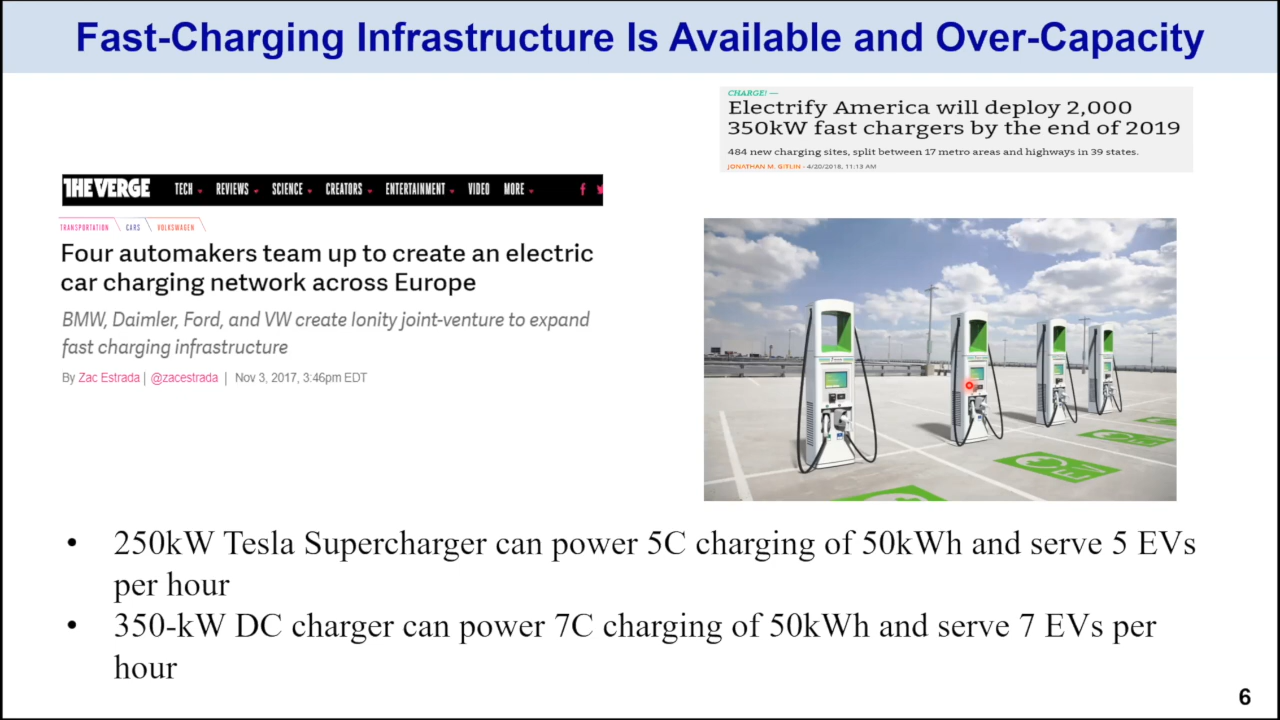 Fast-Charging Infrastructure Is Available and Over-Capacity
CHARGE! —
Electrify America will deploy 2,000
350kW fast chargers by the end of 2019
484 new charging sites, split between 17 metro areas and highways in 39 states.
JONATHAN M. GITLIN - 4/20/2018, 11:13 AM
THE VERGE TECH REVIEWS SCIENCE CREATORS ENTERTAINMENT VIDEO MORE
TRANSPORTATION CARS VOLKSWAGEN
Four automakers team up to create an electric
car charging network across Europe
BMW, Daimler, Ford, and VW create Ionity joint-venture to expand
fast charging infrastructure
By Zac Estrada | @zacestrada | Nov 3, 2017, 3:46pm EDT
• 250kW Tesla Supercharger can power 5C charging of 50kWh and serve 5 EVs
per hour
• 350-kW DC charger can power 7C charging of 50kWh and serve 7 EVs per
hour
6